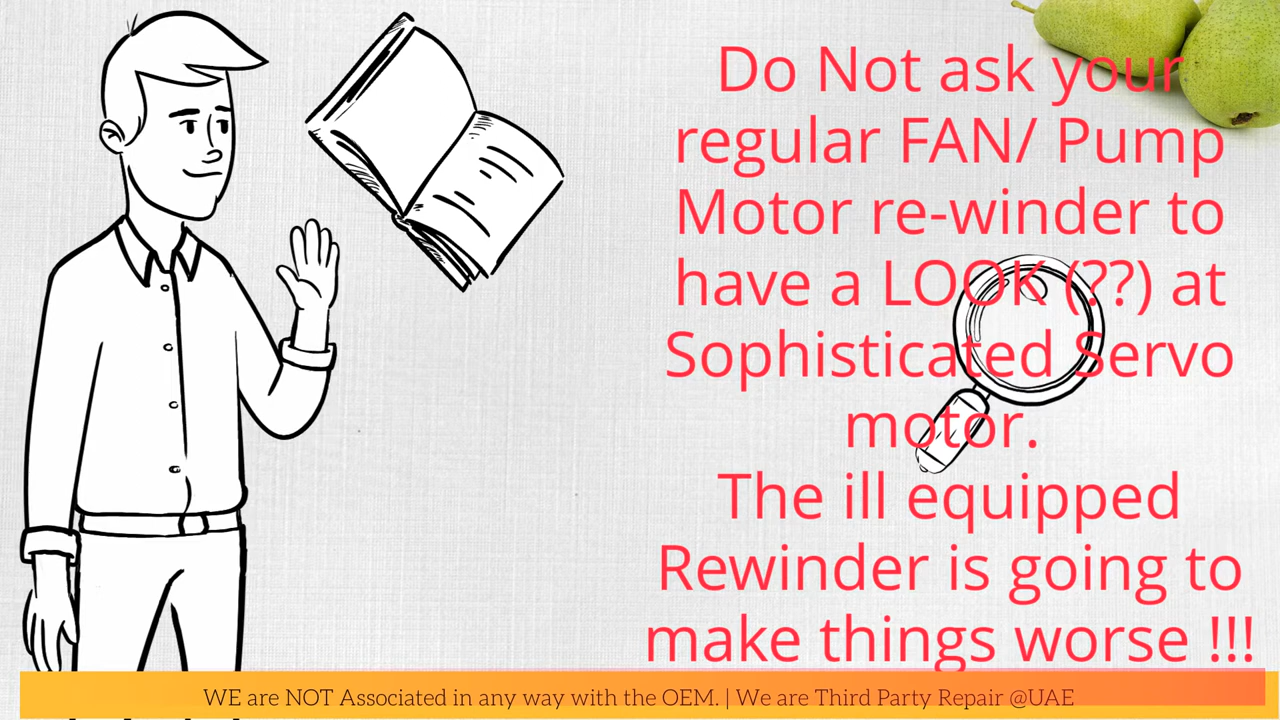 Do Not ask your
regular FAN/ Pump
Motor re-winder to
have a LOOK (??) at
Sophisticated Servo
motor.
The ill equipped
Rewinder is going to
make things worse !!!
WE are NOT Associated in any way with the OEM. | We are Third Party Repair @UAE